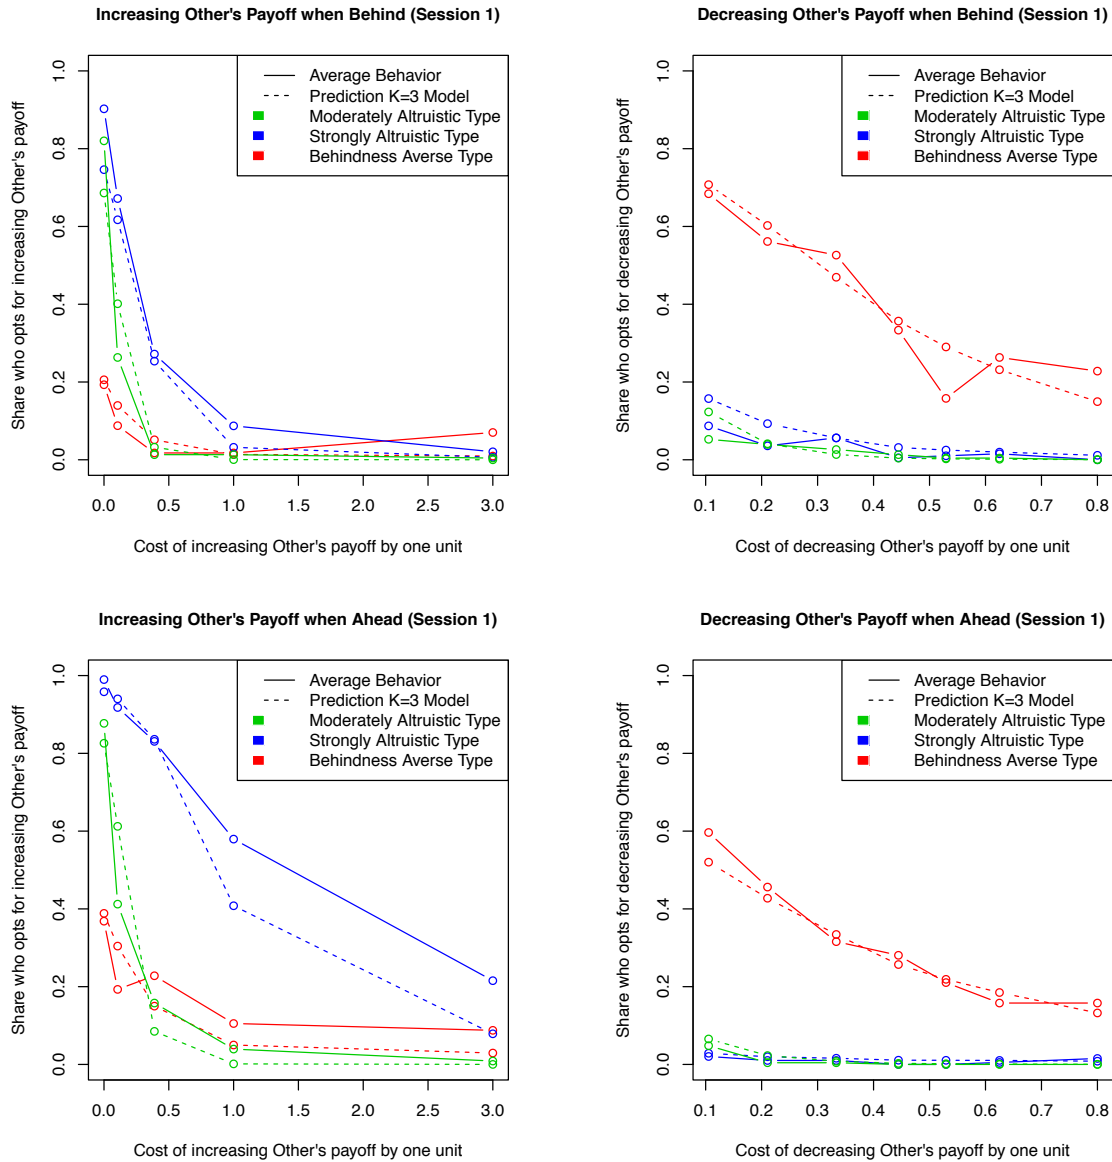 Increasing Other's Payoff when Behind (Session 1)
Share who opts for increasing Other's payoff
1.0
0.8
0.6
0.4
0.2
0.0
Average Behavior
Prediction K=3 Model
Moderately Altruistic Type
Strongly Altruistic Type
Behindness Averse Type
0.0 0.5 1.0 1.5 2.0 2.5 3.0
Cost of increasing Other's payoff by one unit
Decreasing Other's Payoff when Behind (Session 1)
Share who opts for decreasing Other's payoff
1.0
0.8
0.6
0.4
0.2
0.0
Average Behavior
Prediction K=3 Model
Moderately Altruistic Type
Strongly Altruistic Type
Behindness Averse Type
0.1 0.2 0.3 0.4 0.5 0.6 0.7 0.8
Cost of decreasing Other's payoff by one unit
Increasing Other's Payoff when Ahead (Session 1)
Share who opts for increasing Other's payoff
1.0
0.8
0.6
0.4
0.2
0.0
Average Behavior
Prediction K=3 Model
Moderately Altruistic Type
Strongly Altruistic Type
Behindness Averse Type
0.0 0.5 1.0 1.5 2.0 2.5 3.0
Cost of increasing Other's payoff by one unit
Decreasing Other's Payoff when Ahead (Session 1)
Share who opts for decreasing Other's payoff
1.0
0.8
0.6
0.4
0.2
0.0
Average Behavior
Prediction K=3 Model
Moderately Altruistic Type
Strongly Altruistic Type
Behindness Averse Type
0.1 0.2 0.3 0.4 0.5 0.6 0.7 0.8
Cost of decreasing Other's payoff by one unit